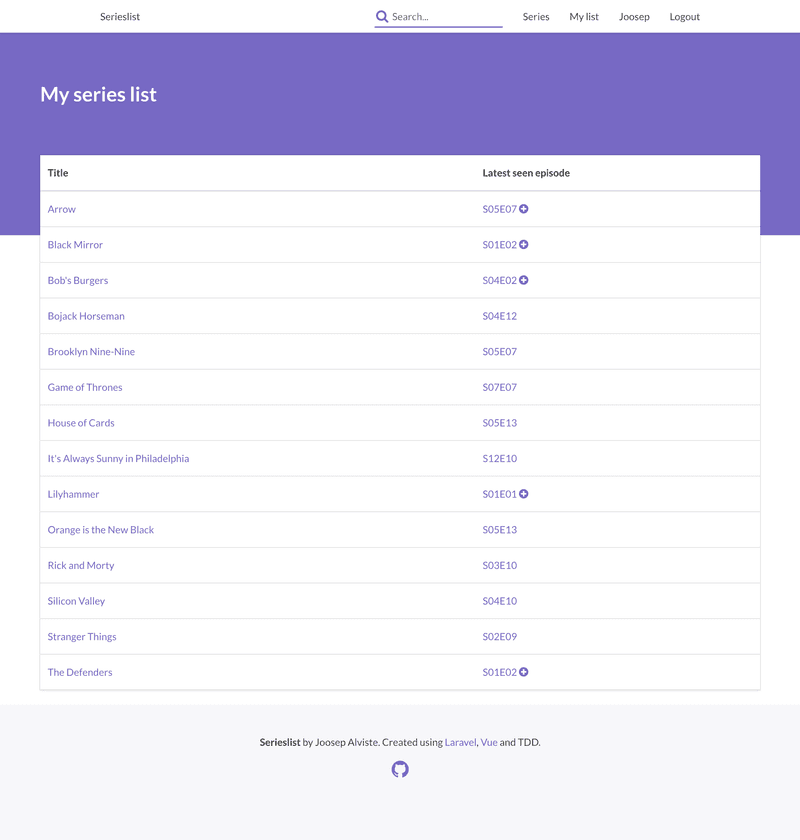 Serieslist Search... Series My list Joosep Logout
My series list
Title Latest seen episode
Arrow S05E07
Black Mirror S01E02
Bob's Burgers S04E02
Bojack Horseman S04E12
Brooklyn Nine-Nine S05E07
Game of Thrones S07E07
House of Cards S05E13
It's Always Sunny in Philadelphia S12E10
Lilyhammer S01E01
Orange is the New Black S05E13
Rick and Morty S03E10
Silicon Valley S04E10
Stranger Things S02E09
The Defenders S01E02
Serieslist by Joosep Alviste. Created using Laravel, Vue and TDD.